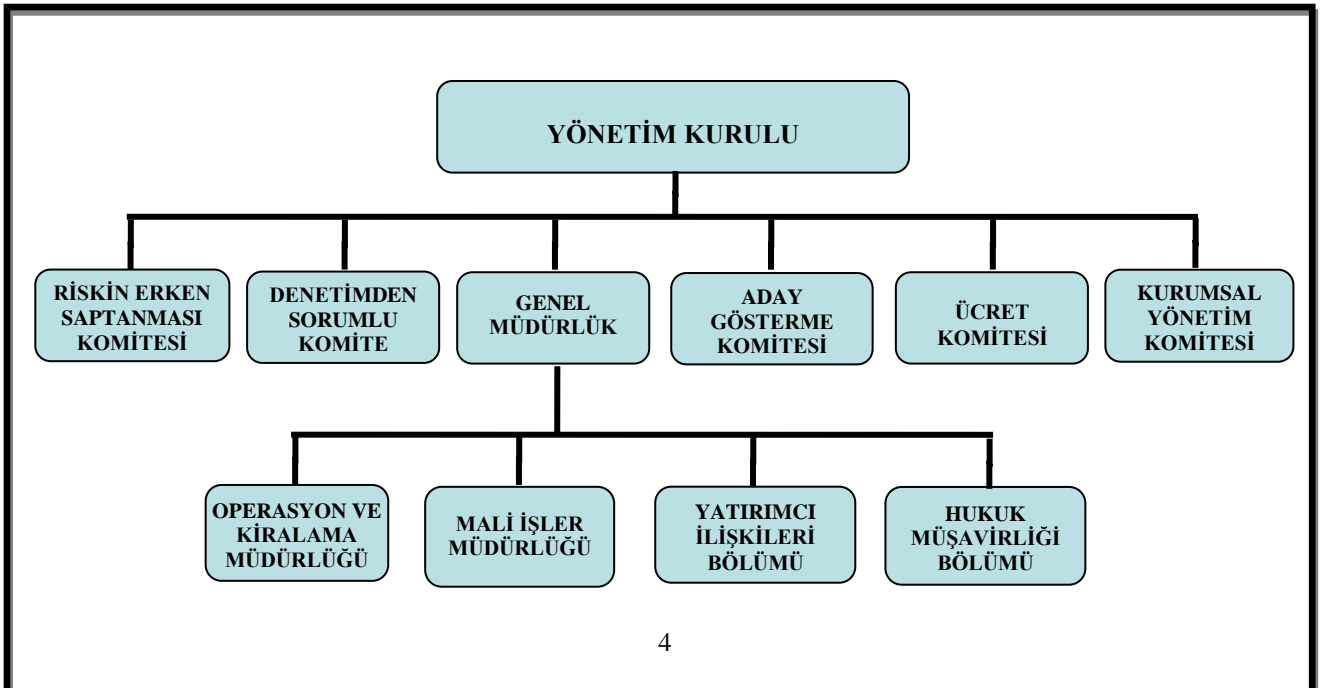 YÖNETİM KURULU
RİSKİN ERKEN
SAPTANMASI
KOMİTESİ
DENETİMDEN
SORUMLU
KOMİTE
GENEL
MÜDÜRLÜK
ADAY
GÖSTERME
KOMİTESİ
ÜCRET
KOMİTESİ
KURUMSAL
YÖNETİM
KOMİTESİ
OPERASYON VE
KİRALAMA
MÜDÜRLÜĞÜ
MALİ İŞLER
MÜDÜRLÜĞÜ
YATIRIMCI
İLİŞKİLERİ
BÖLÜMÜ
HUKUK
MÜŞAVİRLİĞİ
BÖLÜMÜ
4